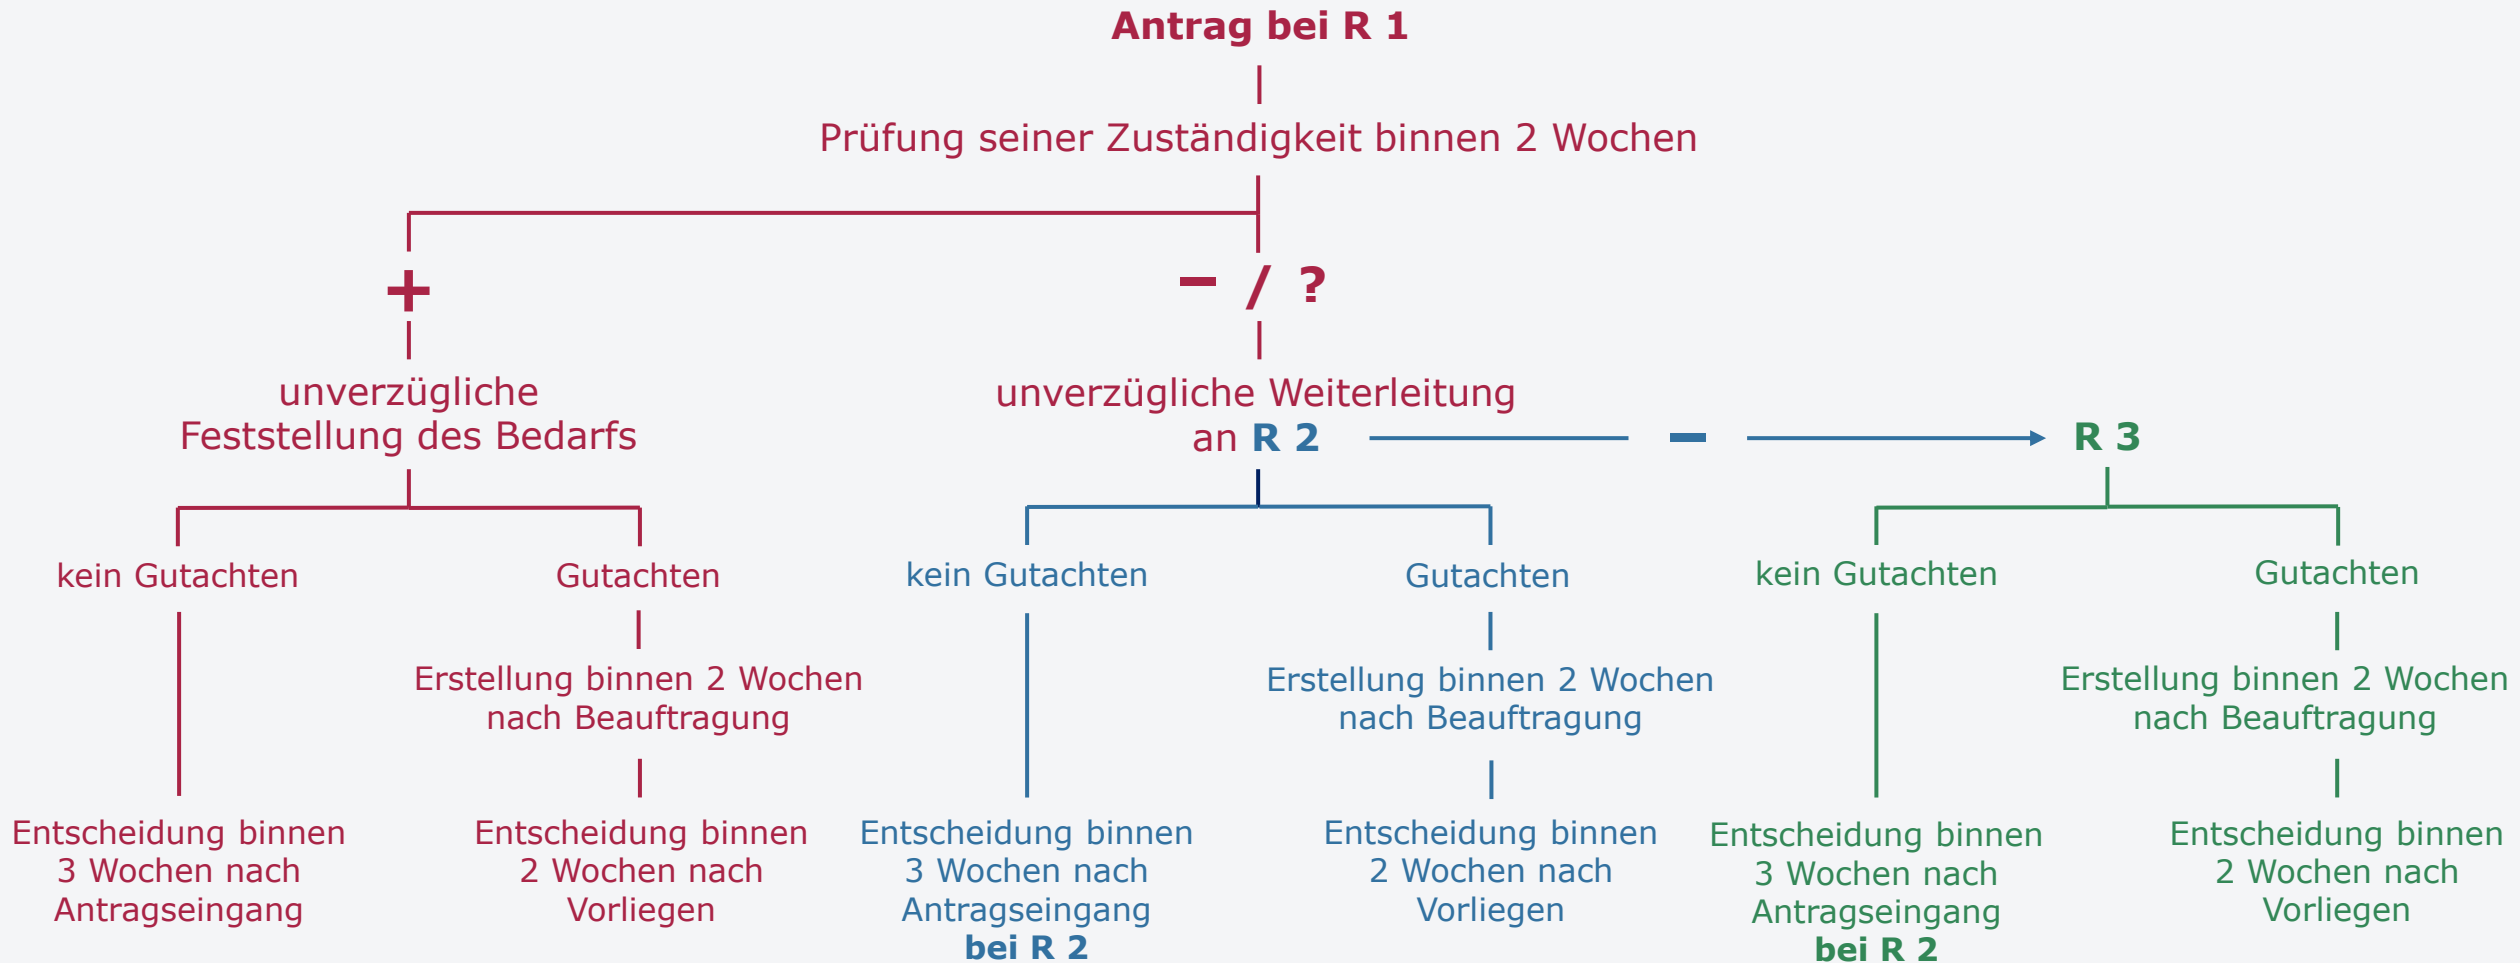 Antrag bei R 1
Prüfung seiner Zuständigkeit binnen 2 Wochen
+
– / ?
unverzügliche
Feststellung des Bedarfs
unverzügliche Weiterleitung
an R 2
–
R 3
kein Gutachten
Gutachten
kein Gutachten
Gutachten
kein Gutachten
Gutachten
Erstellung binnen 2 Wochen
nach Beauftragung
Erstellung binnen 2 Wochen
nach Beauftragung
Erstellung binnen 2 Wochen
nach Beauftragung
Entscheidung binnen
3 Wochen nach
Antragseingang
Entscheidung binnen
2 Wochen nach
Vorliegen
Entscheidung binnen
3 Wochen nach
Antragseingang
bei R 2
Entscheidung binnen
2 Wochen nach
Vorliegen
Entscheidung binnen
3 Wochen nach
Antragseingang
bei R 2
Entscheidung binnen
2 Wochen nach
Vorliegen